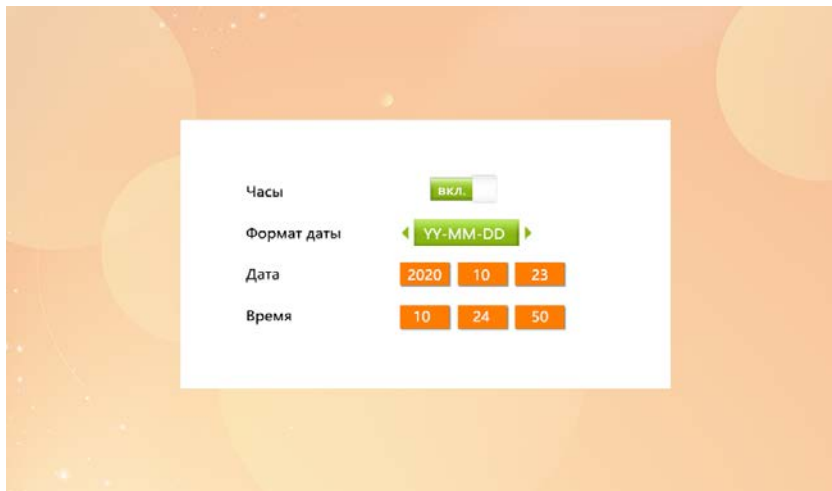 Часы вкл.
Формат даты YY-MM-DD
Дата 2020 10 23
Время 10 24 50